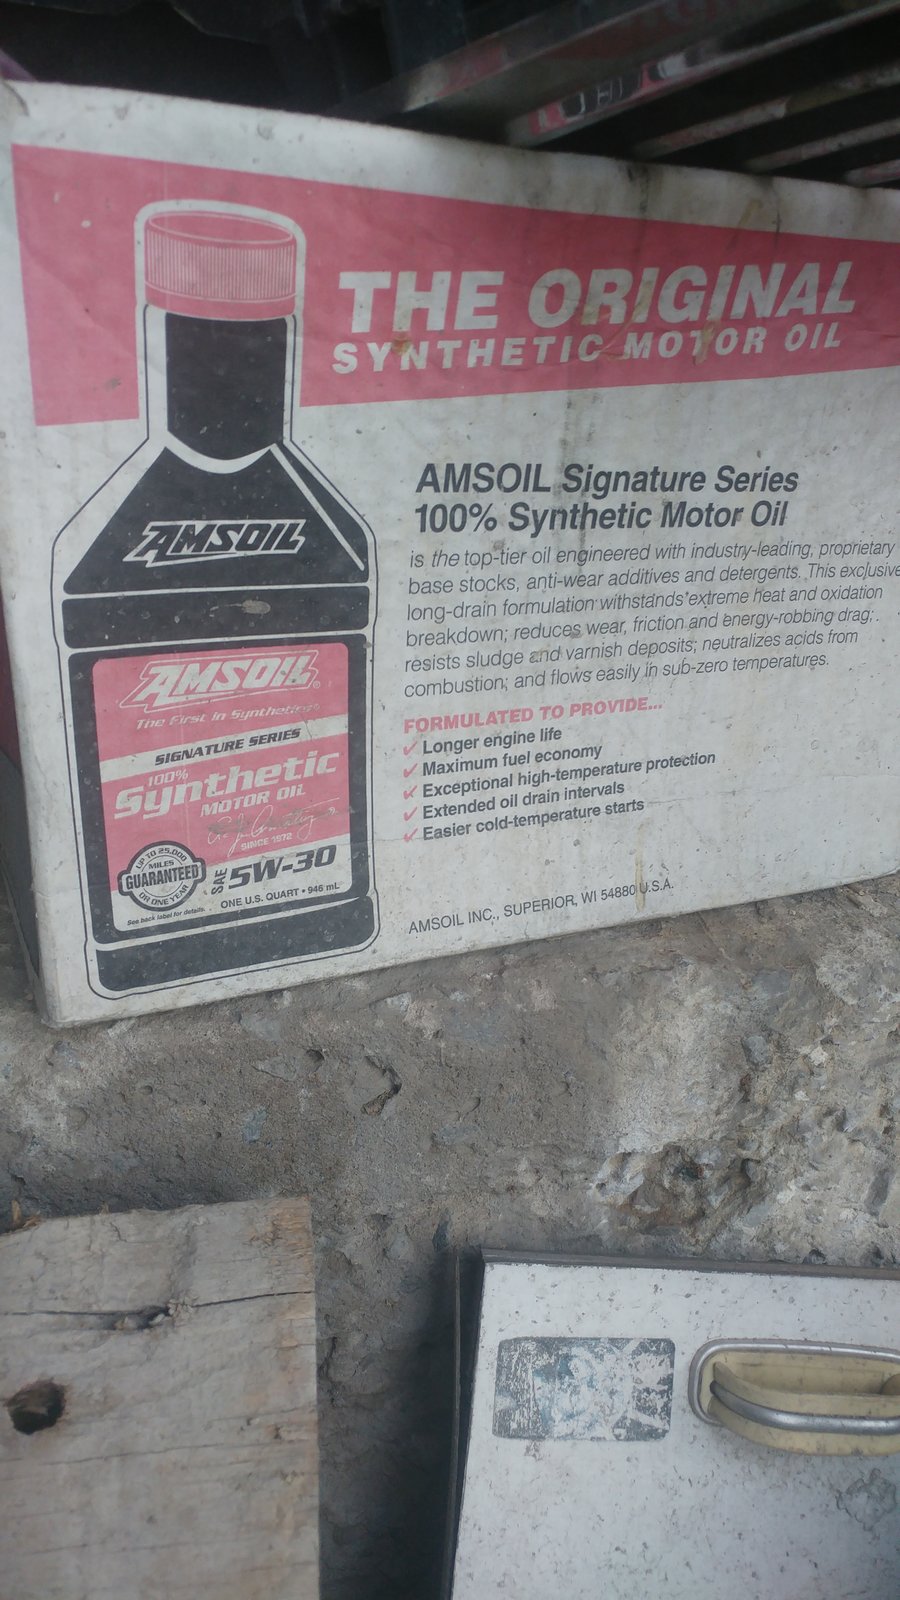 THE ORIGINAL
SYNTHETIC MOTOR OIL
AMSOIL Signature Series
100% Synthetic Motor Oil
is the top-tier oil engineered with industry-leading, proprietary
base stocks, anti-wear additives and detergents. This exclusive
long-drain formulation withstands extreme heat and oxidation
breakdown; reduces wear, friction and energy-robbing drag;
resists sludge and varnish deposits; neutralizes acids from
combustion; and flows easily in sub-zero temperatures.
FORMULATED TO PROVIDE...
✓ Longer engine life
✓ Maximum fuel economy
✓ Exceptional high-temperature protection
✓ Extended oil drain intervals
✓ Easier cold-temperature starts
AMSOIL INC., SUPERIOR, WI 54880 U.S.A.
AMSOIL
AMSOIL®
The First in Synthetics®
SIGNATURE SERIES
100%
Synthetic
MOTOR OIL
SINCE 1972
UP TO 25,000
MILES
GUARANTEED
OR ONE YEAR
See back label for details.
SAE 5W-30
ONE U.S. QUART • 946 mL